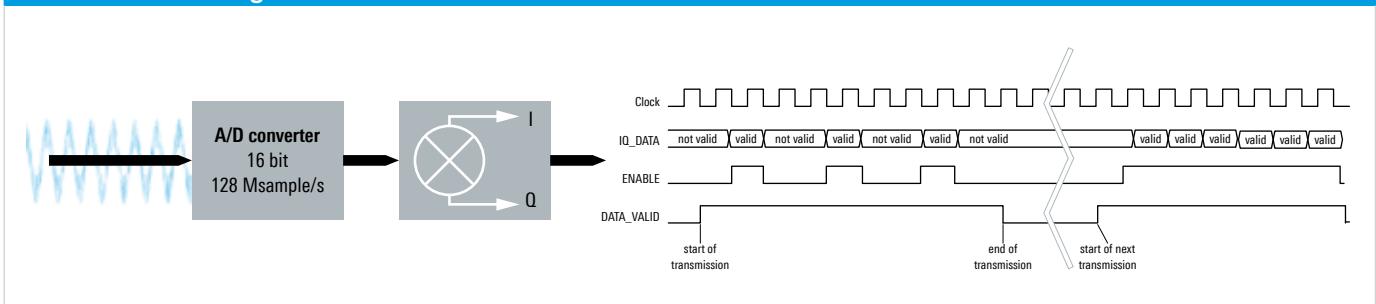 A/D converter
16 bit
128 Msample/s
I
Q
Clock
IQ_DATA
not valid valid not valid valid not valid valid not valid valid valid valid valid valid valid
ENABLE
DATA_VALID
start of
transmission
end of
transmission
start of next
transmission